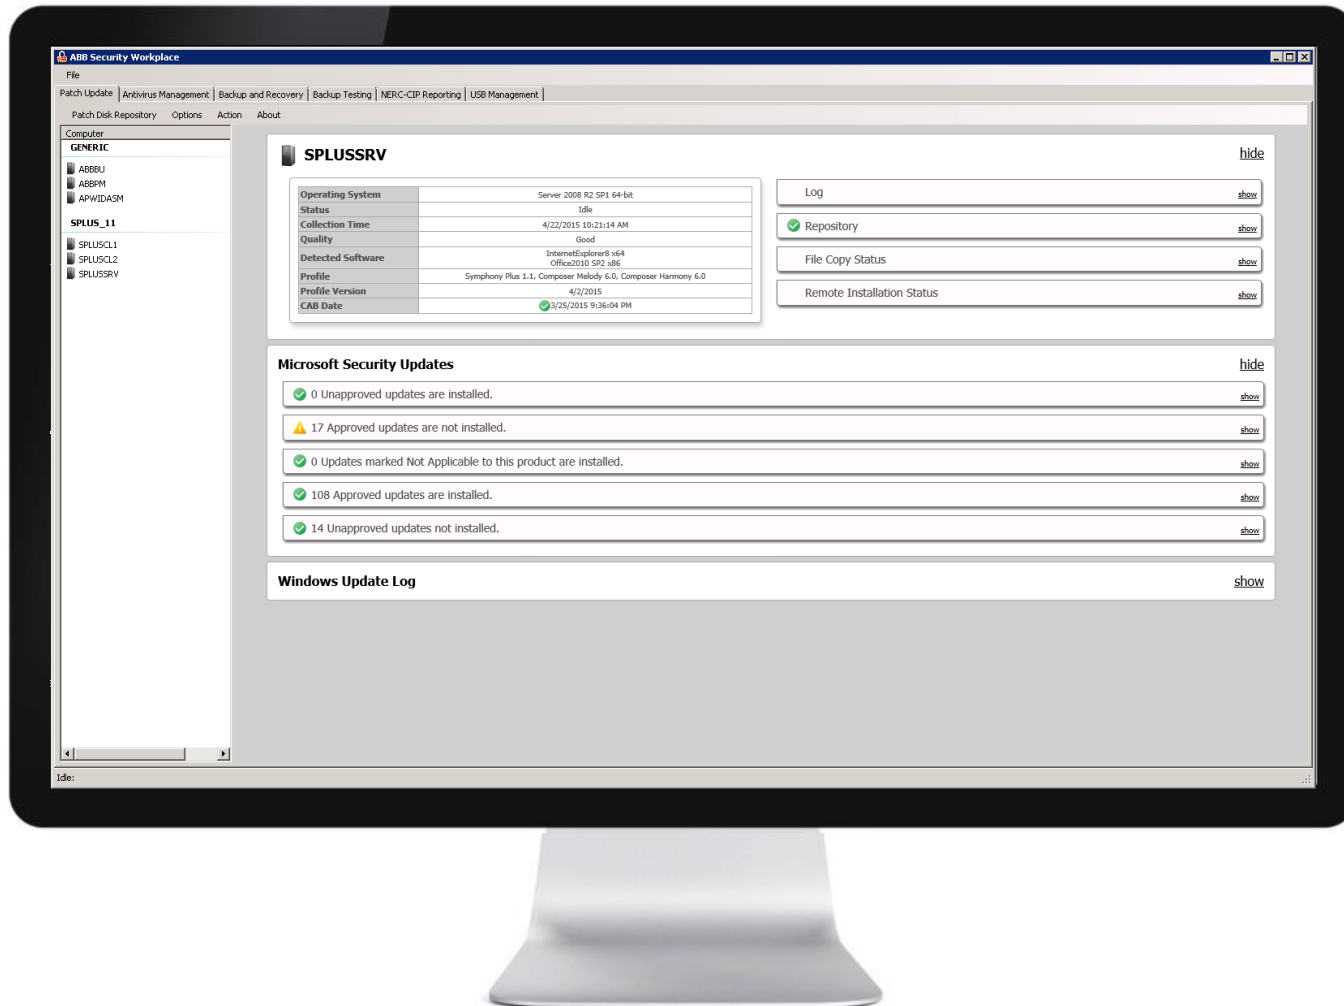 ABB Security Workplace
File
Patch Update Antivirus Management Backup and Recovery Backup Testing NERC-CIP Reporting USB Management
Patch Disk Repository Options Action About
Computer
GENERIC
ABBBU
ABBPM
APWIDASM
SPLUS_11
SPLUSCL1
SPLUSCL2
SPLUSSRV
SPLUSSRV hide
Operating System Server 2008 R2 SP1 64-bit
Status Idle
Collection Time 4/22/2015 10:21:14 AM
Quality Good
Detected Software InternetExplorer8 x64
Office2010 SP2 x86
Profile Symphony Plus 1.1, Composer Melody 6.0, Composer Harmony 6.0
Profile Version 4/2/2015
CAB Date 3/25/2015 9:36:04 PM
Log show
Repository show
File Copy Status show
Remote Installation Status show
Microsoft Security Updates hide
0 Unapproved updates are installed. show
17 Approved updates are not installed. show
0 Updates marked Not Applicable to this product are installed. show
108 Approved updates are installed. show
14 Unapproved updates not installed. show
Windows Update Log show
Idle: